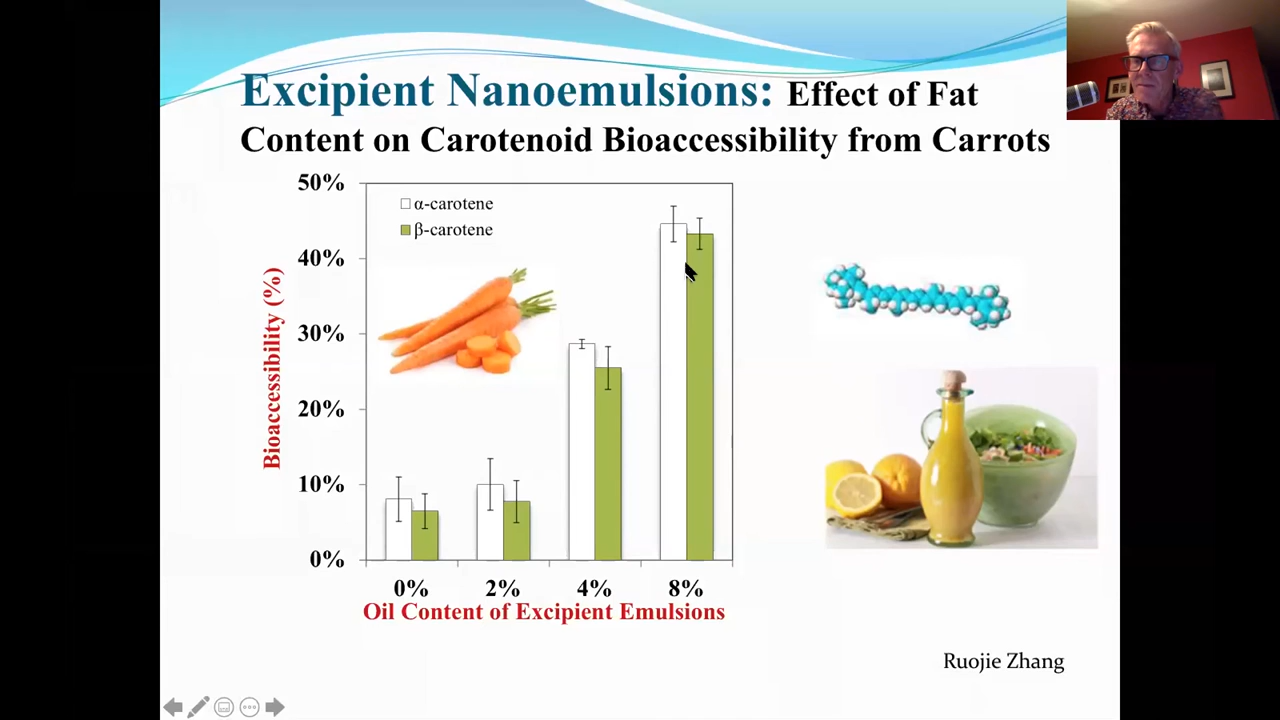 Excipient Nanoemulsions: Effect of Fat
Content on Carotenoid Bioaccessibility from Carrots
50%
40%
30%
20%
10%
0%
Bioaccessibility (%)
α-carotene
β-carotene
0% 2% 4% 8%
Oil Content of Excipient Emulsions
Ruojie Zhang